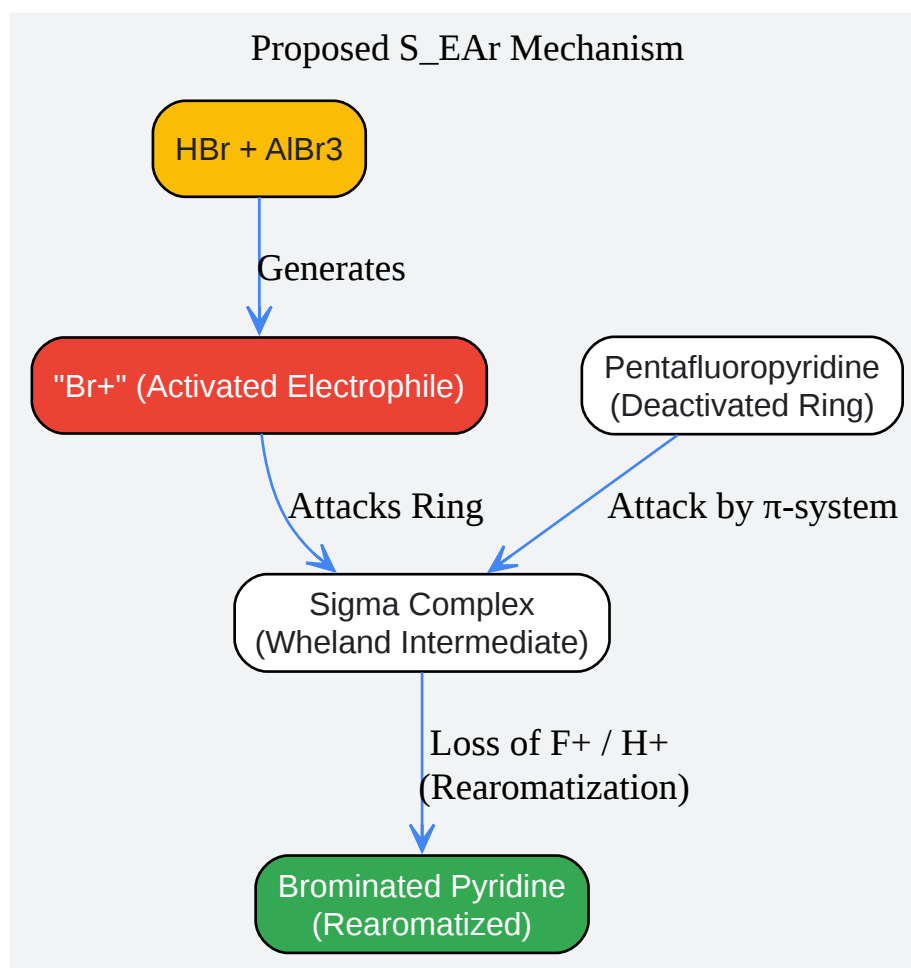 Proposed S_EAr Mechanism
HBr + AlBr3
Generates
"Br+" (Activated Electrophile)
Pentafluoropyridine
(Deactivated Ring)
Attacks Ring
Attack by π-system
Sigma Complex
(Wheland Intermediate)
Loss of F+ / H+
(Rearomatization)
Brominated Pyridine
(Rearomatized)